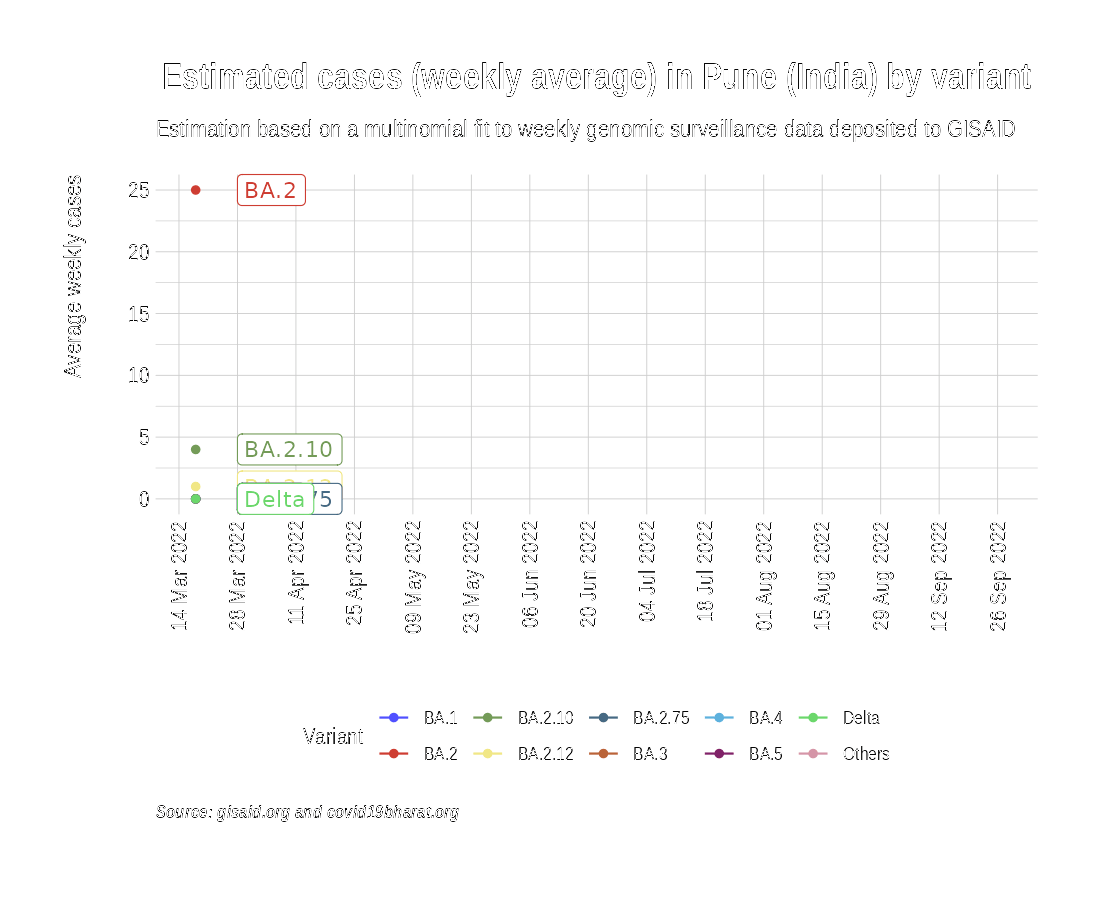 Estimated cases (weekly average) in Pune (India) by variant
Estimation based on a multinomial fit to weekly genomic surveillance data deposited to GISAID
Average weekly cases
25
20
15
10
5
0
BA.2
BA.2.10
Delta
75
14 Mar 2022
28 Mar 2022
11 Apr 2022
25 Apr 2022
09 May 2022
23 May 2022
06 Jun 2022
20 Jun 2022
04 Jul 2022
18 Jul 2022
01 Aug 2022
15 Aug 2022
29 Aug 2022
12 Sep 2022
26 Sep 2022
Variant
BA.1 BA.2.10 BA.2.75 BA.4 Delta
BA.2 BA.2.12 BA.3 BA.5 Others
Source: gisaid.org and covid19bharat.org